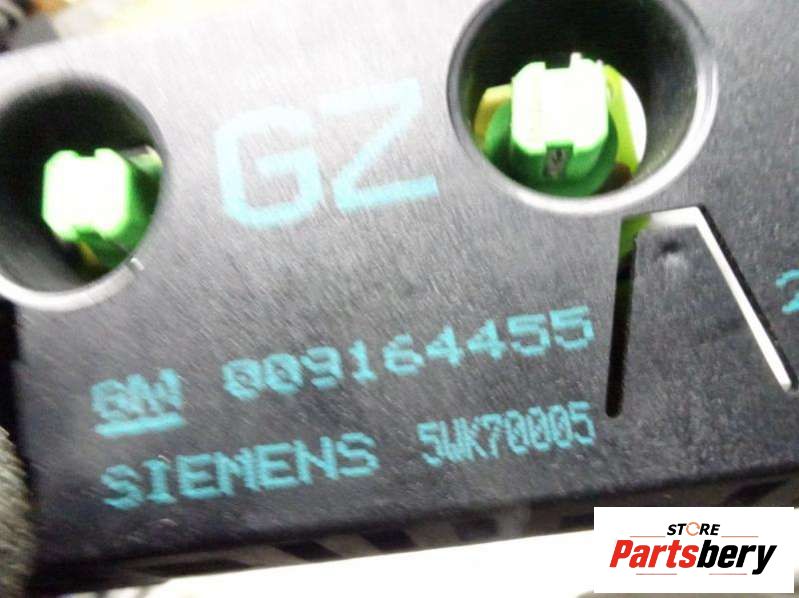 GZ
GM 009164455
SIEMENS 5WK70005
STORE
Partsbery